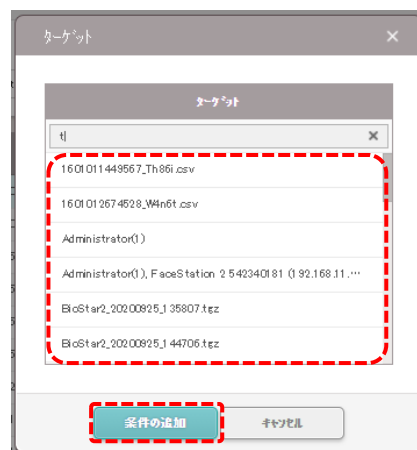 ターゲット
ターゲット
t
1601011449567_Th86i.csv
1601012674528_W4n6t.csv
Administrator(1)
Administrator(1), FaceStation 2 542340181 (192.168.11.…
BioStar2_20200925_135807.tgz
BioStar2_20200925_144706.tgz
条件の追加
キャンセル